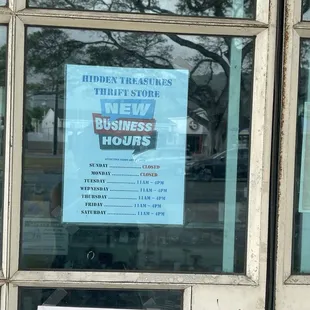 HIDDEN TREASURES
THRIFT STORE
NEW
BUSINESS
HOURS
SUNDAY CLOSED
MONDAY CLOSED
TUESDAY 11AM - 4PM
WEDNESDAY 11AM - 4PM
THURSDAY 11AM - 4PM
FRIDAY 11AM - 4PM
SATURDAY 11AM - 4PM